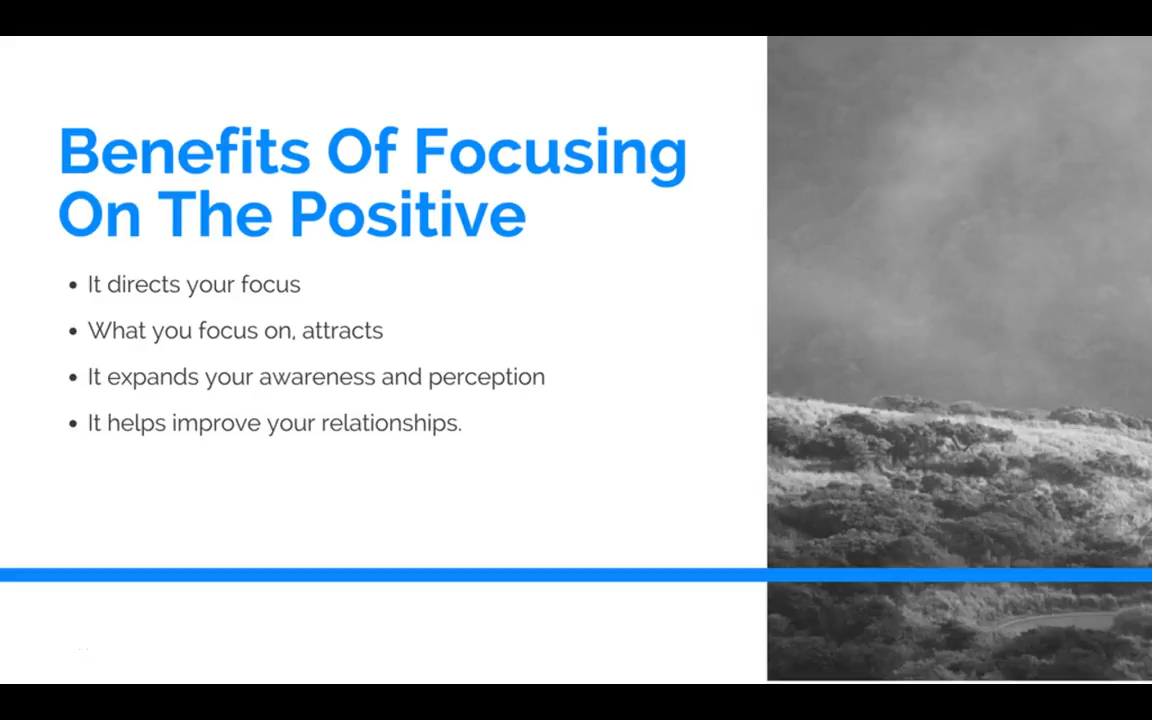 Benefits Of Focusing
On The Positive
• It directs your focus
• What you focus on, attracts
• It expands your awareness and perception
• It helps improve your relationships.